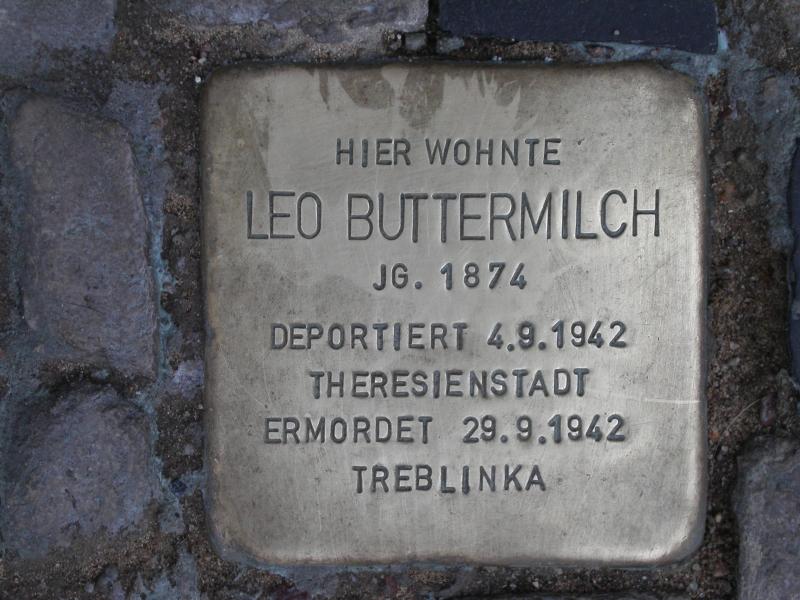 HIER WOHNTE
LEO BUTTERMILCH
JG. 1874
DEPORTIERT 4.9.1942
THERESIENSTADT
ERMORDET 29.9.1942
TREBLINKA